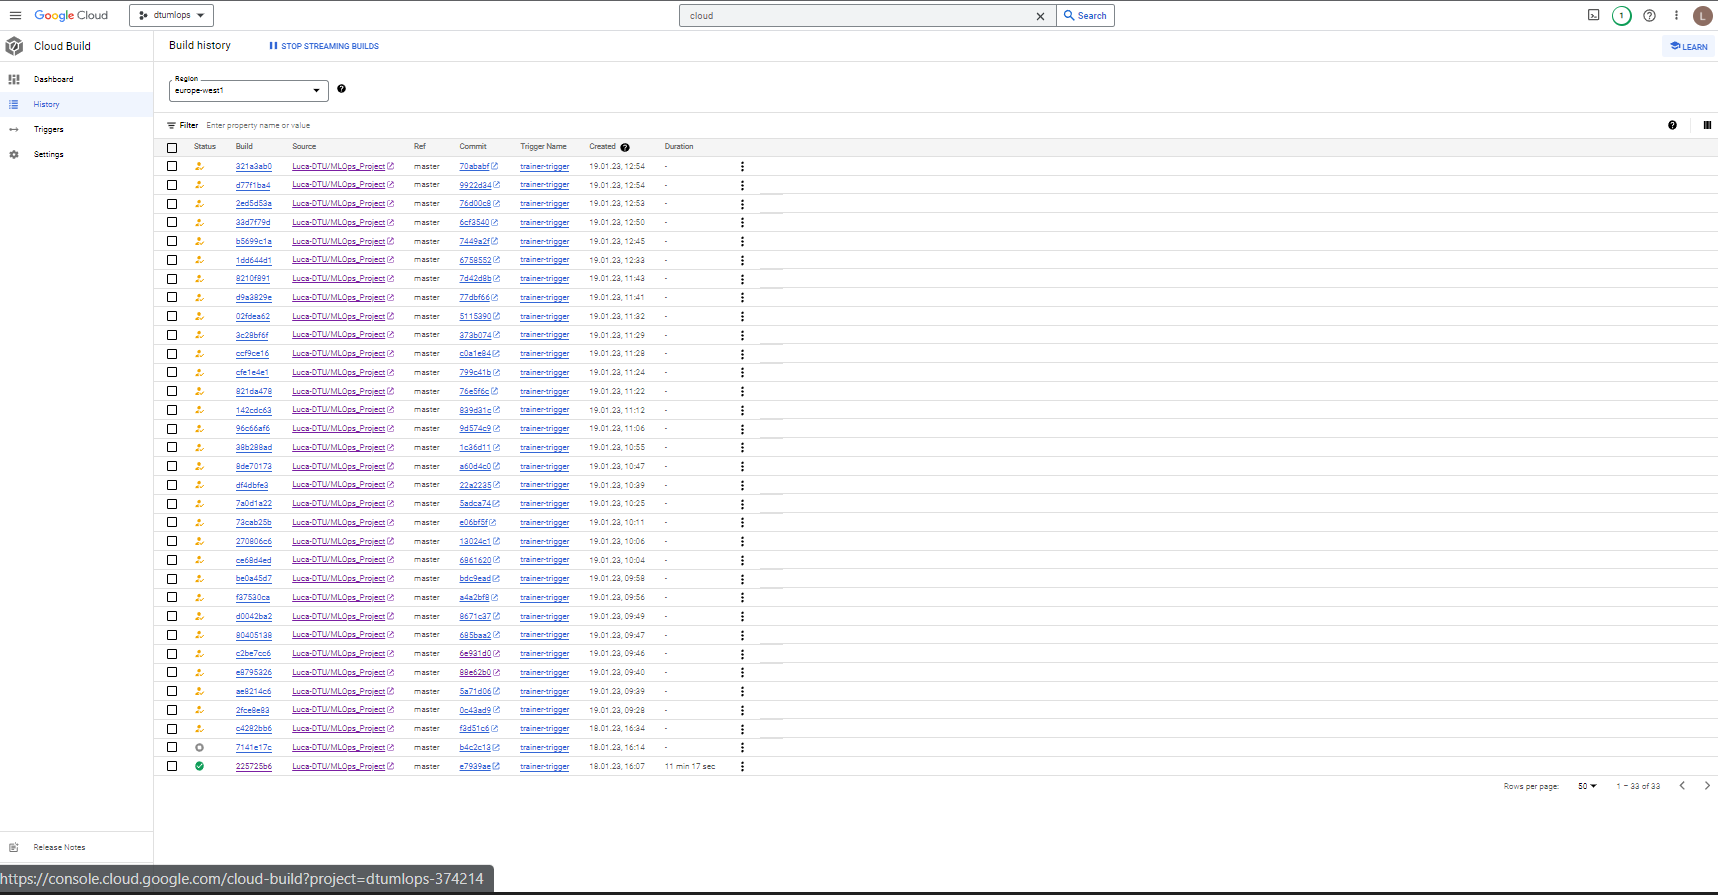 Google Cloud dtumlops cloud Search 1 L
Cloud Build Build history STOP STREAMING BUILDS LEARN
Dashboard
History
Triggers
Settings
Region
europe-west1
Filter Enter property name or value
Status Build Source Ref Commit Trigger Name Created Duration
321a3ab0 Luca-DTU/MLOps_Project master 70ababf trainer-trigger 19.01.23, 12:54 -
d77f1ba4 Luca-DTU/MLOps_Project master 9922d34 trainer-trigger 19.01.23, 12:54 -
2ed5d53a Luca-DTU/MLOps_Project master 76d00c8 trainer-trigger 19.01.23, 12:53 -
33d7f79d Luca-DTU/MLOps_Project master 6cf3540 trainer-trigger 19.01.23, 12:50 -
b5699c1a Luca-DTU/MLOps_Project master 7449a2f trainer-trigger 19.01.23, 12:45 -
1dd644d1 Luca-DTU/MLOps_Project master 6758552 trainer-trigger 19.01.23, 12:33 -
8210f891 Luca-DTU/MLOps_Project master 7d42d8b trainer-trigger 19.01.23, 11:43 -
d9a3829e Luca-DTU/MLOps_Project master 77dbf66 trainer-trigger 19.01.23, 11:41 -
02fdea62 Luca-DTU/MLOps_Project master 5115390 trainer-trigger 19.01.23, 11:32 -
3c28bf6f Luca-DTU/MLOps_Project master 373b074 trainer-trigger 19.01.23, 11:29 -
ccf9ce16 Luca-DTU/MLOps_Project master c0a1e84 trainer-trigger 19.01.23, 11:28 -
cfe1e4e1 Luca-DTU/MLOps_Project master 799c41b trainer-trigger 19.01.23, 11:24 -
821da478 Luca-DTU/MLOps_Project master 76e5f6c trainer-trigger 19.01.23, 11:22 -
142cdc63 Luca-DTU/MLOps_Project master 839d31c trainer-trigger 19.01.23, 11:12 -
96c66af6 Luca-DTU/MLOps_Project master 9d574c9 trainer-trigger 19.01.23, 11:06 -
38b288ad Luca-DTU/MLOps_Project master 1c36d11 trainer-trigger 19.01.23, 10:55 -
8de70173 Luca-DTU/MLOps_Project master a60d4c0 trainer-trigger 19.01.23, 10:47 -
df4dbfe3 Luca-DTU/MLOps_Project master 22a2235 trainer-trigger 19.01.23, 10:39 -
7a0d1a22 Luca-DTU/MLOps_Project master 5adca74 trainer-trigger 19.01.23, 10:25 -
73cab25b Luca-DTU/MLOps_Project master e06bf5f trainer-trigger 19.01.23, 10:11 -
270806c6 Luca-DTU/MLOps_Project master 13024c1 trainer-trigger 19.01.23, 10:06 -
ce68d4ed Luca-DTU/MLOps_Project master 6861620 trainer-trigger 19.01.23, 10:04 -
be0a45d7 Luca-DTU/MLOps_Project master bdc9ead trainer-trigger 19.01.23, 09:58 -
f37530ca Luca-DTU/MLOps_Project master a4a2bf8 trainer-trigger 19.01.23, 09:56 -
d0042ba2 Luca-DTU/MLOps_Project master 8671c37 trainer-trigger 19.01.23, 09:49 -
80405138 Luca-DTU/MLOps_Project master 685baa2 trainer-trigger 19.01.23, 09:47 -
c2be7cc6 Luca-DTU/MLOps_Project master 6e931d0 trainer-trigger 19.01.23, 09:46 -
e8795326 Luca-DTU/MLOps_Project master 88e62b0 trainer-trigger 19.01.23, 09:40 -
ae8214c6 Luca-DTU/MLOps_Project master 5a71d06 trainer-trigger 19.01.23, 09:39 -
2fce8e83 Luca-DTU/MLOps_Project master 0c43ad9 trainer-trigger 19.01.23, 09:28 -
c4282bb6 Luca-DTU/MLOps_Project master f3d51c6 trainer-trigger 18.01.23, 16:34 -
7141e17c Luca-DTU/MLOps_Project master b4c2c13 trainer-trigger 18.01.23, 16:14 -
225725b6 Luca-DTU/MLOps_Project master e7939ae trainer-trigger 18.01.23, 16:07 11 min 17 sec
Rows per page: 50 1 – 33 of 33
Release Notes
https://console.cloud.google.com/cloud-build?project=dtumlops-374214